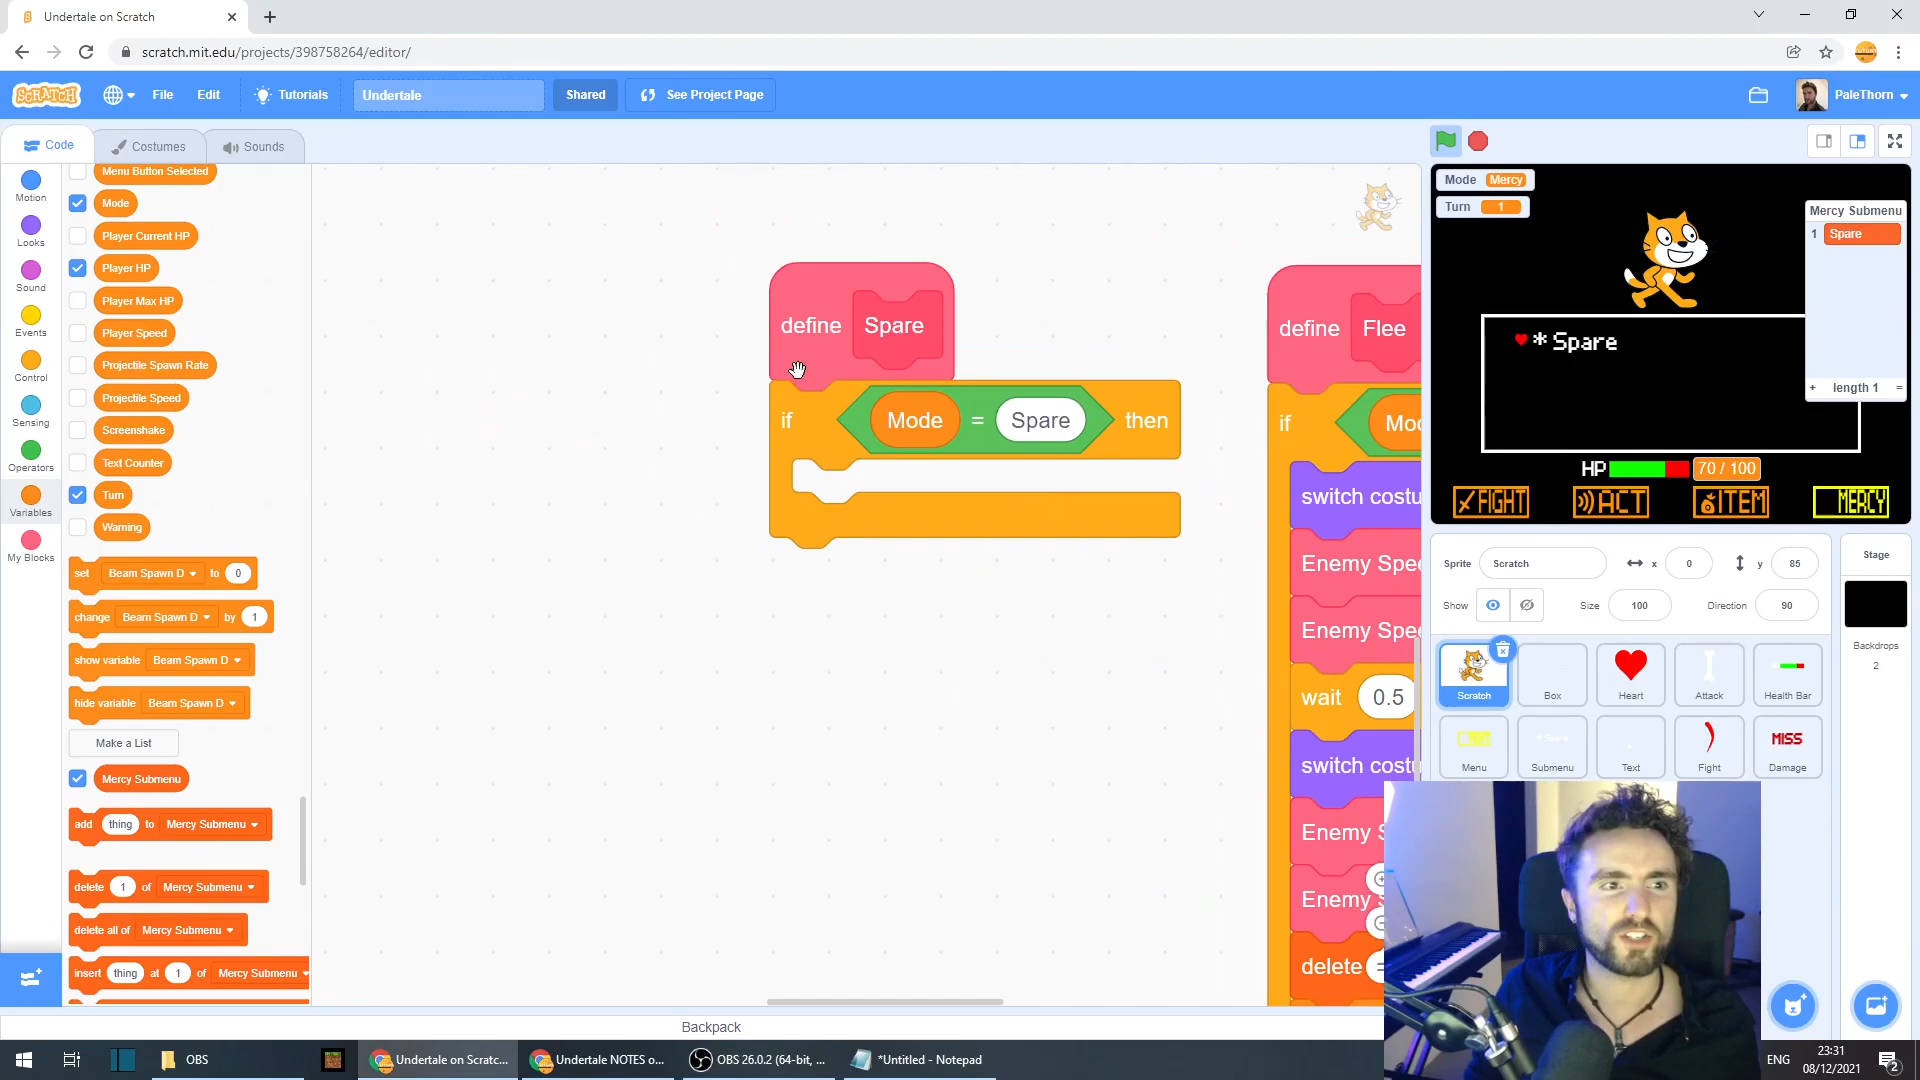 Undertale on Scratch
scratch.mit.edu/projects/398758264/editor/
SCRATCH
File
Edit
Tutorials
Undertale
Shared
See Project Page
PaleThorn
Code
Costumes
Sounds
Motion
Looks
Sound
Events
Control
Sensing
Operators
Variables
My Blocks
Menu Button Selected
Mode
Player Current HP
Player HP
Player Max HP
Player Speed
Projectile Spawn Rate
Projectile Speed
Screenshake
Text Counter
Turn
Warning
set Beam Spawn D to 0
change Beam Spawn D by 1
show variable Beam Spawn D
hide variable Beam Spawn D
Make a List
Mercy Submenu
add thing to Mercy Submenu
delete 1 of Mercy Submenu
delete all of Mercy Submenu
insert thing at 1 of Mercy Submenu
define Spare
if Mode = Spare then
define Flee
if
switch
Enemy
Enemy
wait 0.5
switch
Enemy
Enemy
delete
Mode Mercy
Turn 1
Mercy Submenu
1 Spare
+ length 1 =
* Spare
HP 70 / 100
FIGHT
ACT
ITEM
MERCY
Sprite Scratch x 0 y 85
Show Size 100 Direction 90
Stage
Backdrops
2
Scratch
Box
Heart
Attack
Health Bar
Menu
Submenu
Text
Fight
MISS
Damage
Backpack
OBS
Undertale on Scratc...
Undertale NOTES o...
OBS 26.0.2 (64-bit, ...
*Untitled - Notepad
ENG
23:31
08/12/2021
2